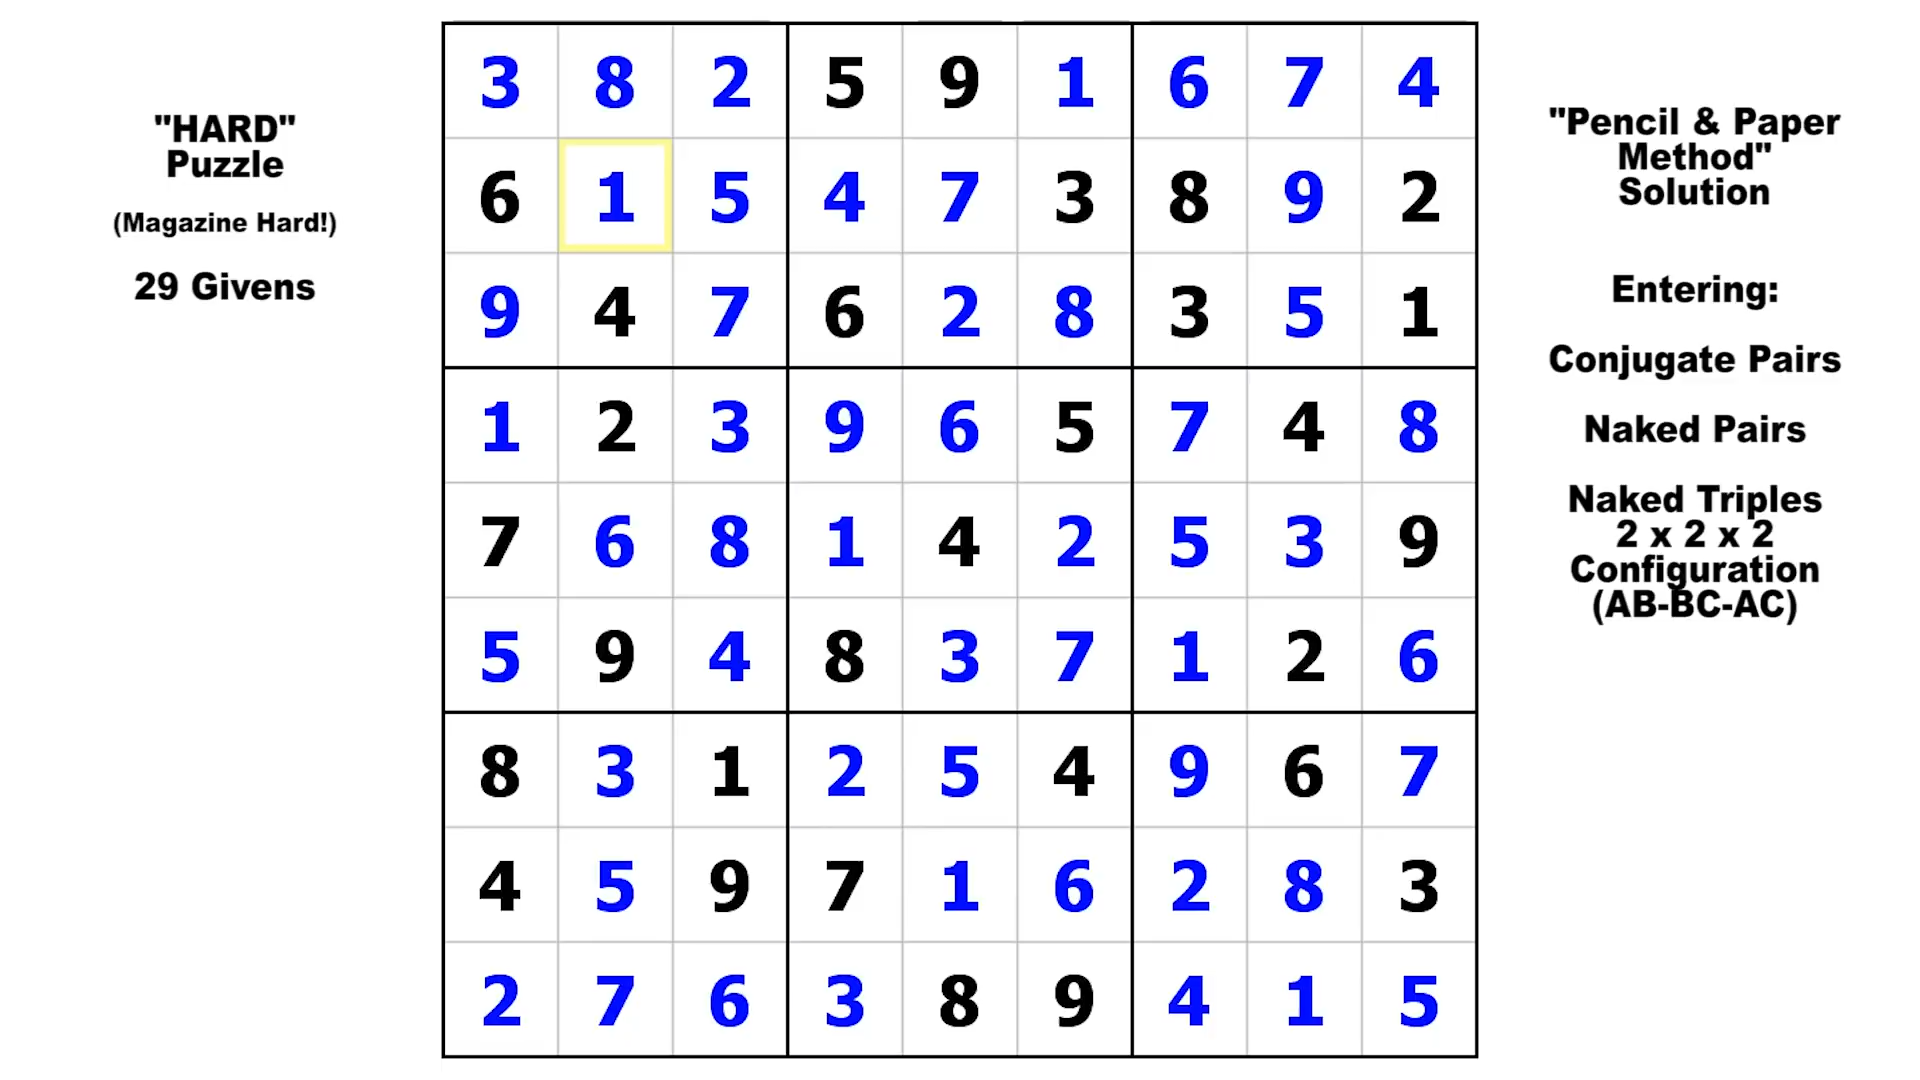 "HARD"
Puzzle
(Magazine Hard!)
29 Givens
3 8 2 5 9 1 6 7 4
6 1 5 4 7 3 8 9 2
9 4 7 6 2 8 3 5 1
1 2 3 9 6 5 7 4 8
7 6 8 1 4 2 5 3 9
5 9 4 8 3 7 1 2 6
8 3 1 2 5 4 9 6 7
4 5 9 7 1 6 2 8 3
2 7 6 3 8 9 4 1 5
"Pencil & Paper
Method"
Solution
Entering:
Conjugate Pairs
Naked Pairs
Naked Triples
2 x 2 x 2
Configuration
(AB-BC-AC)